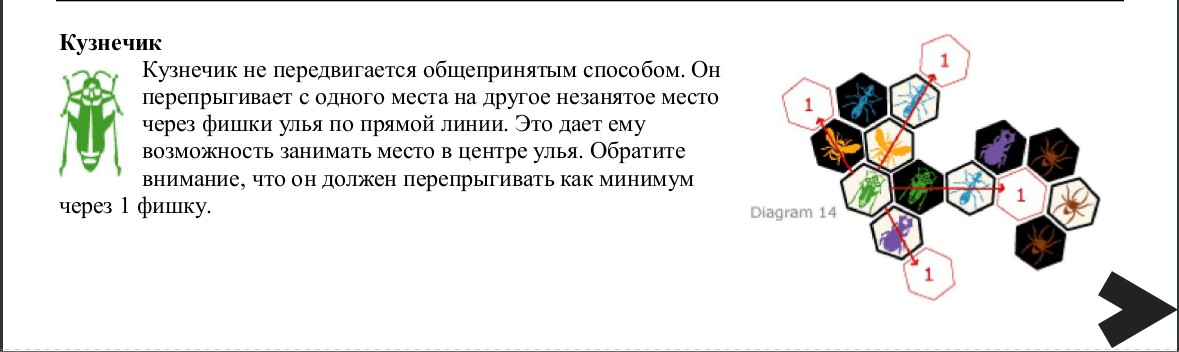 Кузнечик
Кузнечик не передвигается общепринятым способом. Он
перепрыгивает с одного места на другое незанятое место
через фишки улья по прямой линии. Это дает ему
возможность занимать место в центре улья. Обратите
внимание, что он должен перепрыгивать как минимум
через 1 фишку.
1
1
1
Diagram 14
1